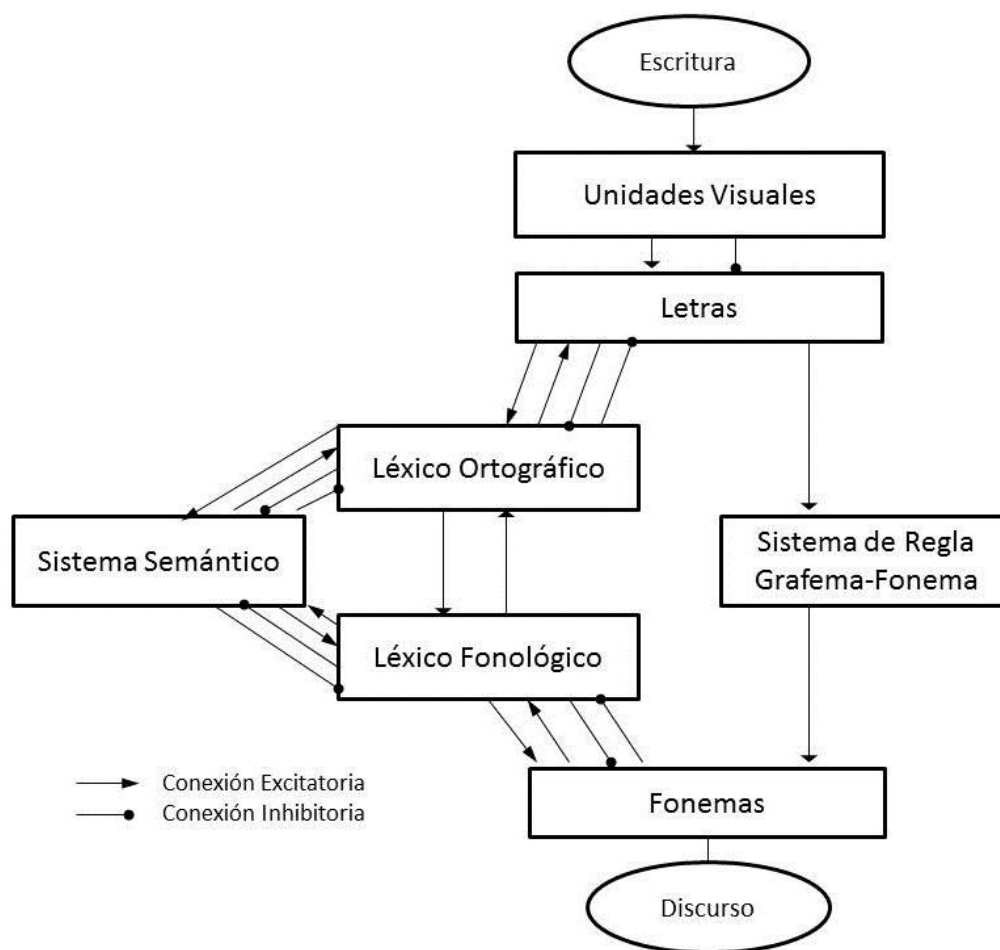 Escritura
Unidades Visuales
Letras
Léxico Ortográfico
Sistema Semántico
Sistema de Regla
Grafema-Fonema
Léxico Fonológico
Conexión Excitatoria
Conexión Inhibitoria
Fonemas
Discurso